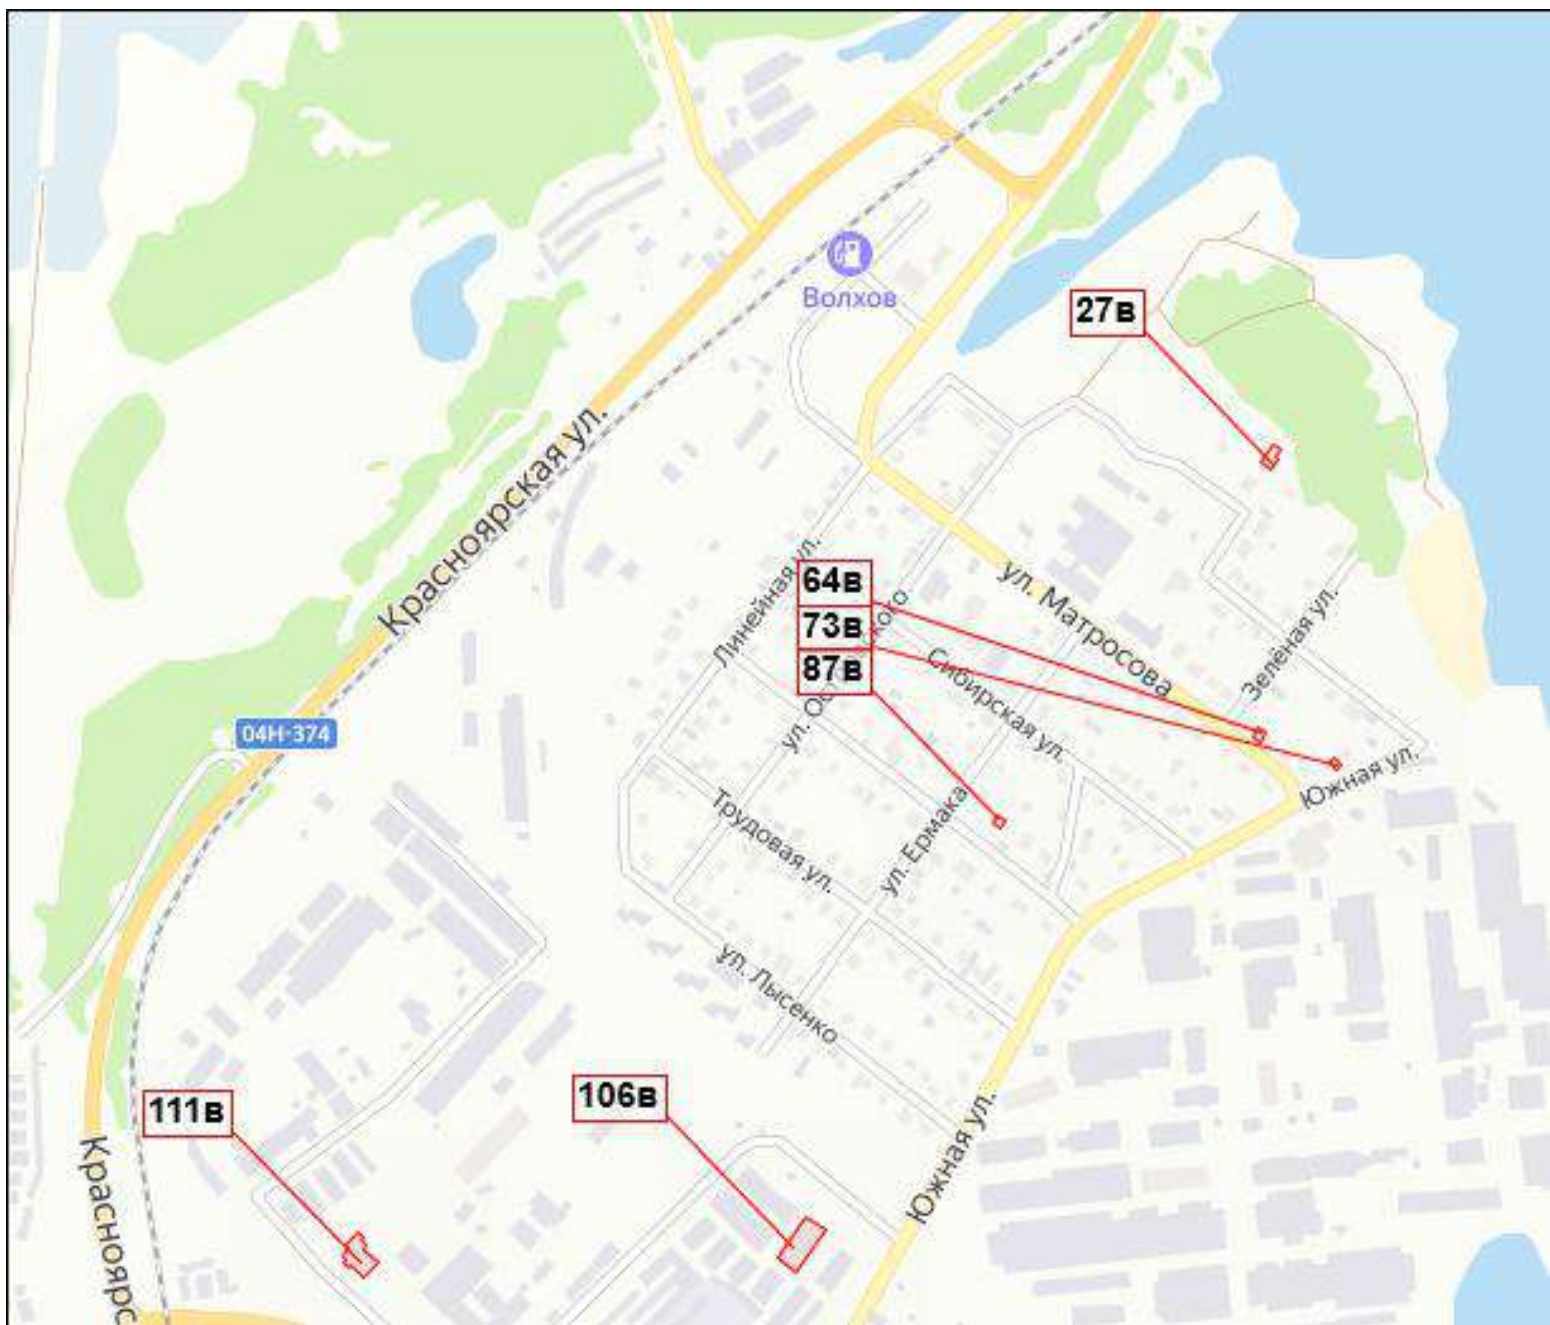 Волхов
27в
Красноярская ул.
Линейная ул.
64в
73в
87в
ул. Матросова
Зелёная ул.
Сибирская ул.
04Н-374
Южная ул.
Трудовая ул.
ул. Ермака
ул. Лысенко
111в
106в
Южная ул.
Краснояро